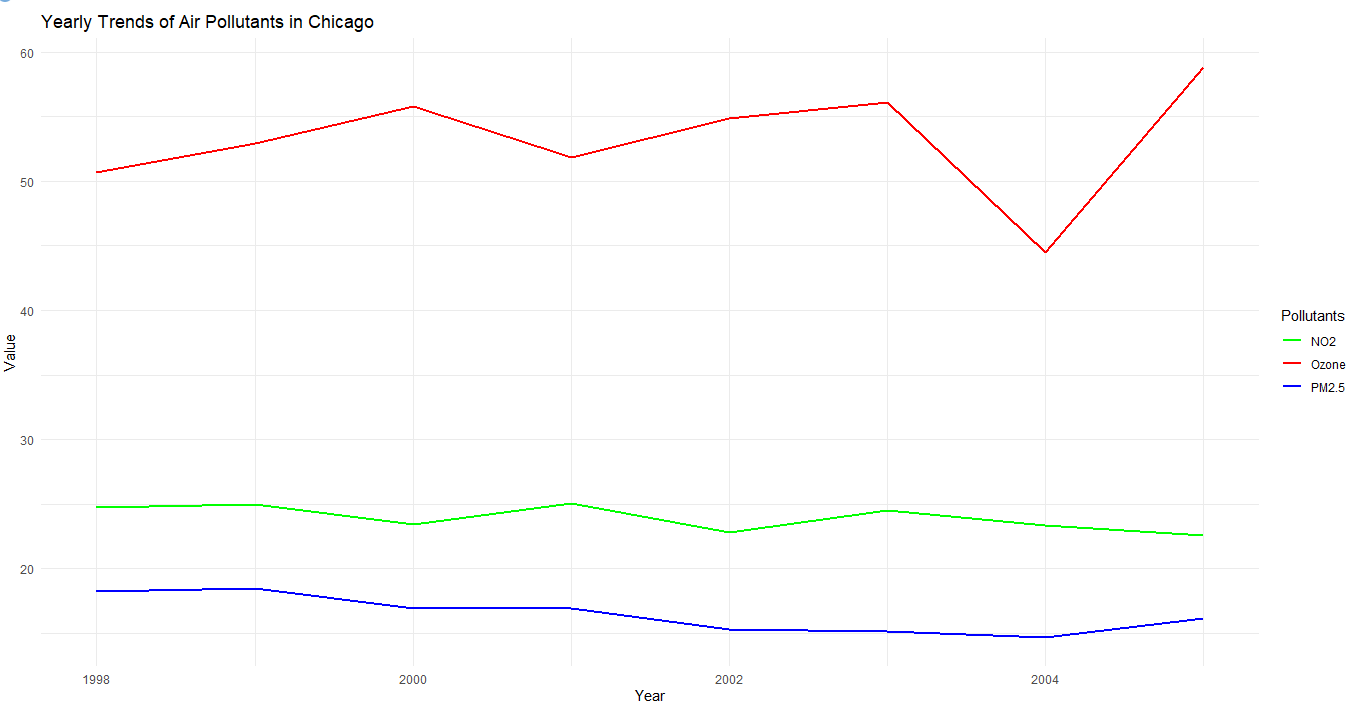 Yearly Trends of Air Pollutants in Chicago
60
50
40
30
20
Value
1998
2000
2002
2004
Year
Pollutants
NO2
Ozone
PM2.5